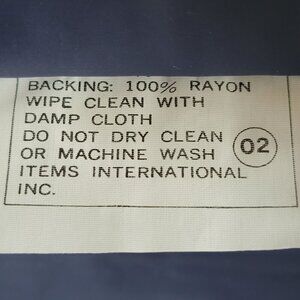 BACKING: 100% RAYON
WIPE CLEAN WITH
DAMP CLOTH
DO NOT DRY CLEAN
OR MACHINE WASH
02
ITEMS INTERNATIONAL
INC.